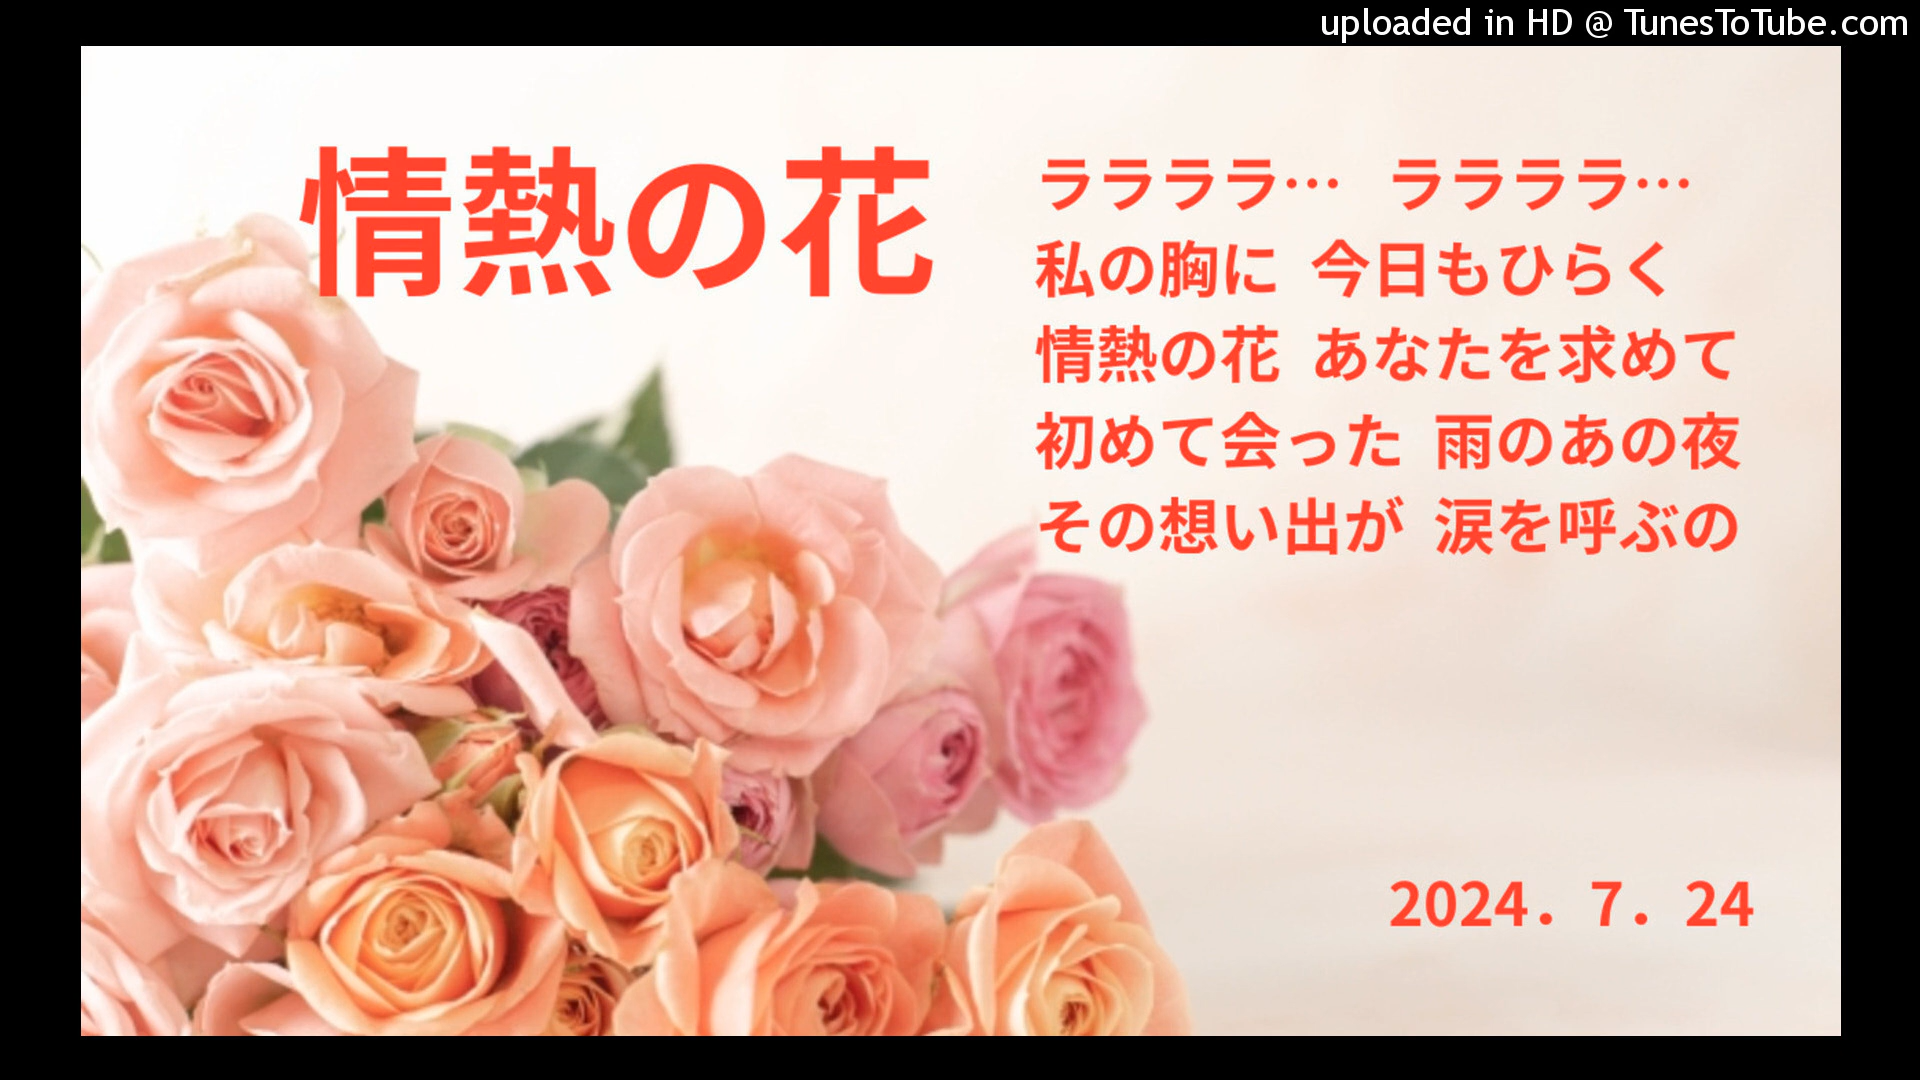 uploaded in HD @ TunesToTube.com
情熱の花
ララララ… ララララ…
私の胸に 今日もひらく
情熱の花 あなたを求めて
初めて会った 雨のあの夜
その想い出が 涙を呼ぶの
2024．7．24